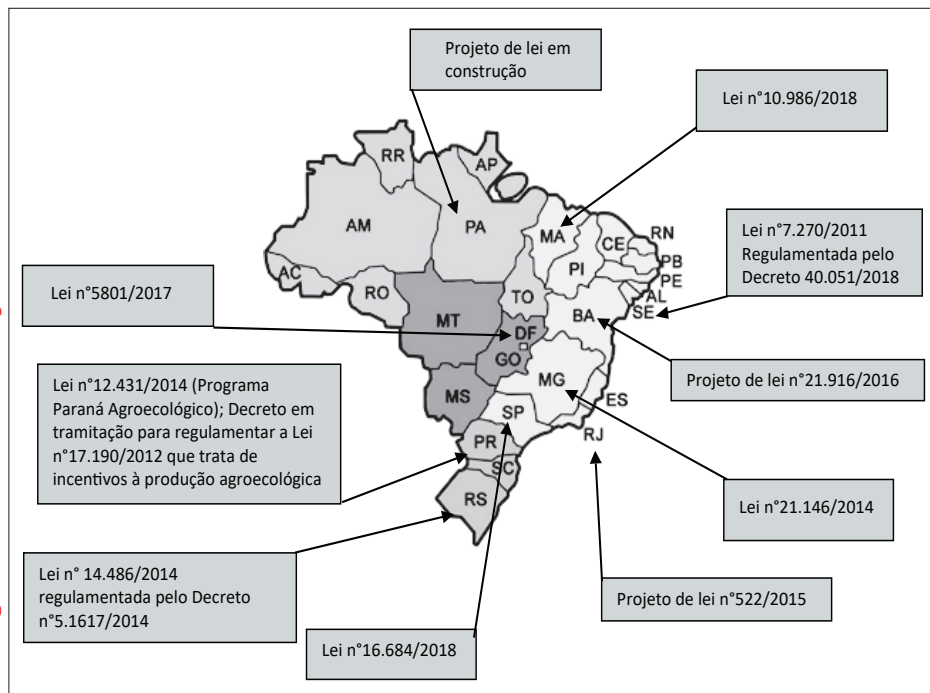 Projeto de lei em
construção
Lei n°10.986/2018
RR
AP
AM
PA
MA
CE
RN
PB
PI
PE
AL
SE
AC
RO
TO
BA
MT
DF
GO
MG
MS
ES
SP
RJ
PR
SC
RS
Lei n°7.270/2011
Regulamentada pelo
Decreto 40.051/2018
Lei n°5801/2017
Projeto de lei n°21.916/2016
Lei n°12.431/2014 (Programa
Paraná Agroecológico); Decreto em
tramitação para regulamentar a Lei
n°17.190/2012 que trata de
incentivos à produção agroecológica
Lei n°21.146/2014
Lei n° 14.486/2014
regulamentada pelo Decreto
n°5.1617/2014
Projeto de lei n°522/2015
Lei n°16.684/2018